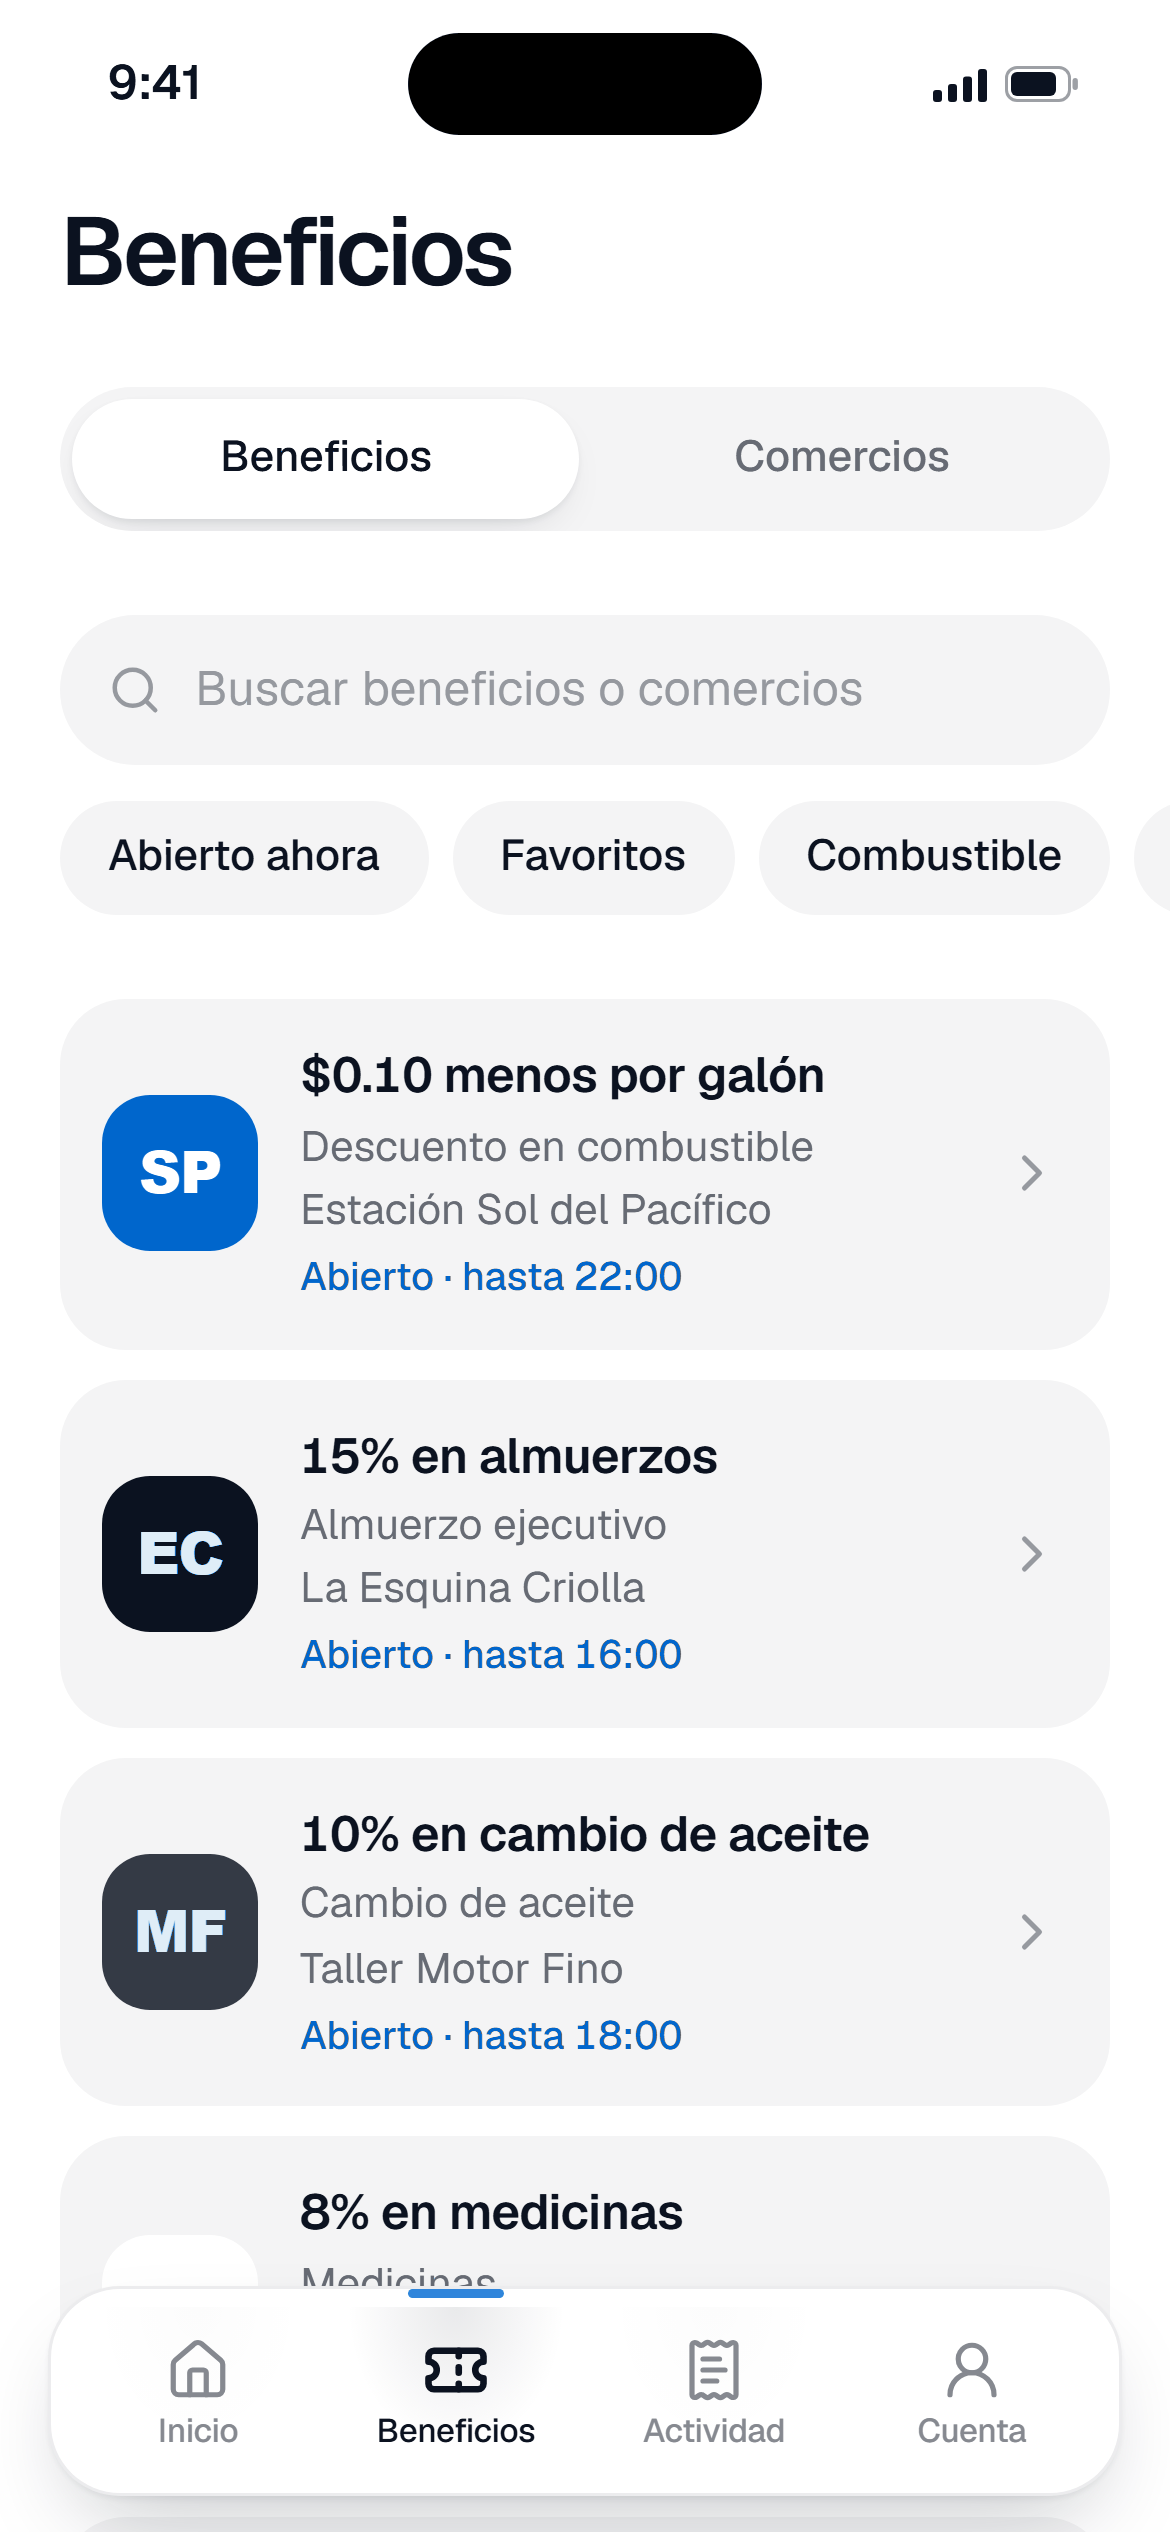 9:41
Beneficios
Beneficios
Comercios
Buscar beneficios o comercios
Abierto ahora
Favoritos
Combustible
SP
$0.10 menos por galón
Descuento en combustible
Estación Sol del Pacífico
Abierto · hasta 22:00
EC
15% en almuerzos
Almuerzo ejecutivo
La Esquina Criolla
Abierto · hasta 16:00
MF
10% en cambio de aceite
Cambio de aceite
Taller Motor Fino
Abierto · hasta 18:00
8% en medicinas
Medicinas
Inicio
Beneficios
Actividad
Cuenta